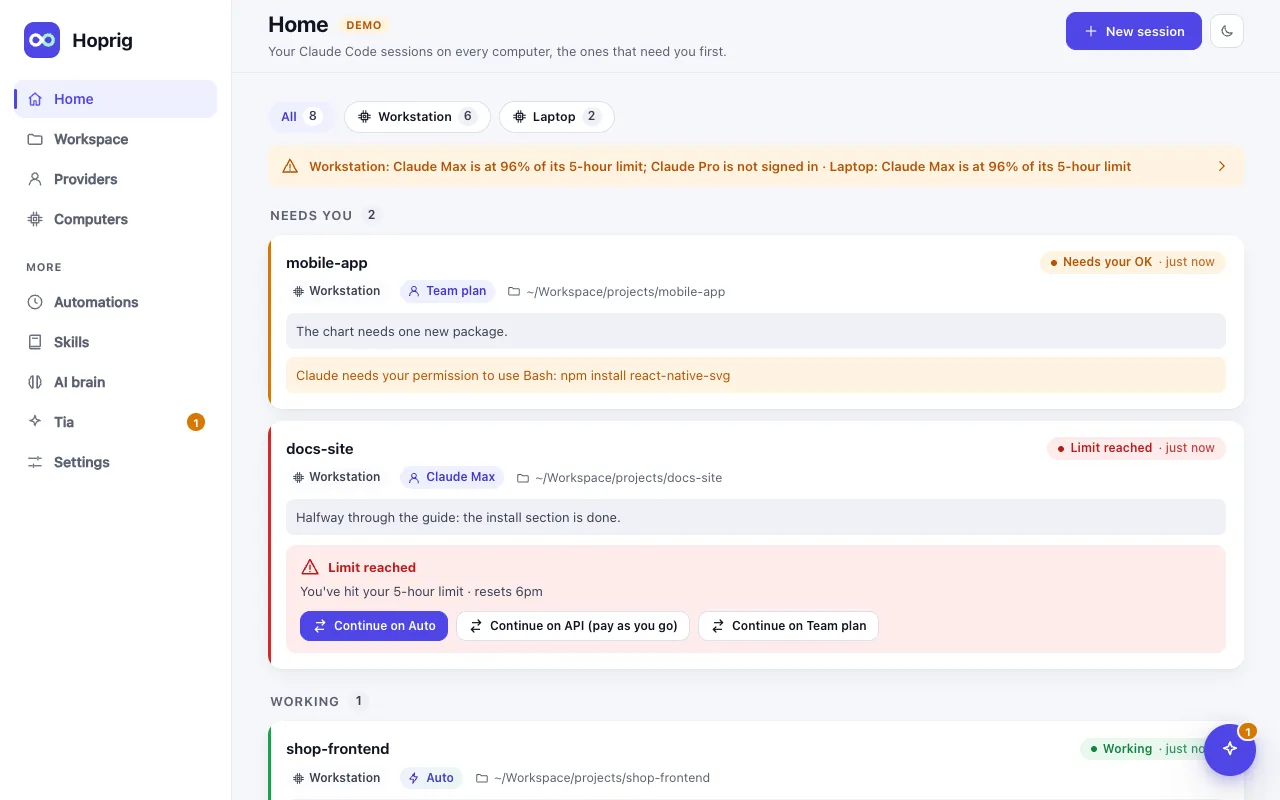 Hoprig
Home
Workspace
Providers
Computers
MORE
Automations
Skills
AI brain
Tia 1
Settings
Home DEMO
Your Claude Code sessions on every computer, the ones that need you first.
New session
All 8 Workstation 6 Laptop 2
Workstation: Claude Max is at 96% of its 5-hour limit; Claude Pro is not signed in · Laptop: Claude Max is at 96% of its 5-hour limit
NEEDS YOU 2
mobile-app Needs your OK · just now
Workstation Team plan ~/Workspace/projects/mobile-app
The chart needs one new package.
Claude needs your permission to use Bash: npm install react-native-svg
docs-site Limit reached · just now
Workstation Claude Max ~/Workspace/projects/docs-site
Halfway through the guide: the install section is done.
Limit reached
You've hit your 5-hour limit · resets 6pm
Continue on Auto Continue on API (pay as you go) Continue on Team plan
WORKING 1
shop-frontend Working · just no
1
Workstation Auto ~/Workspace/projects/shop-frontend